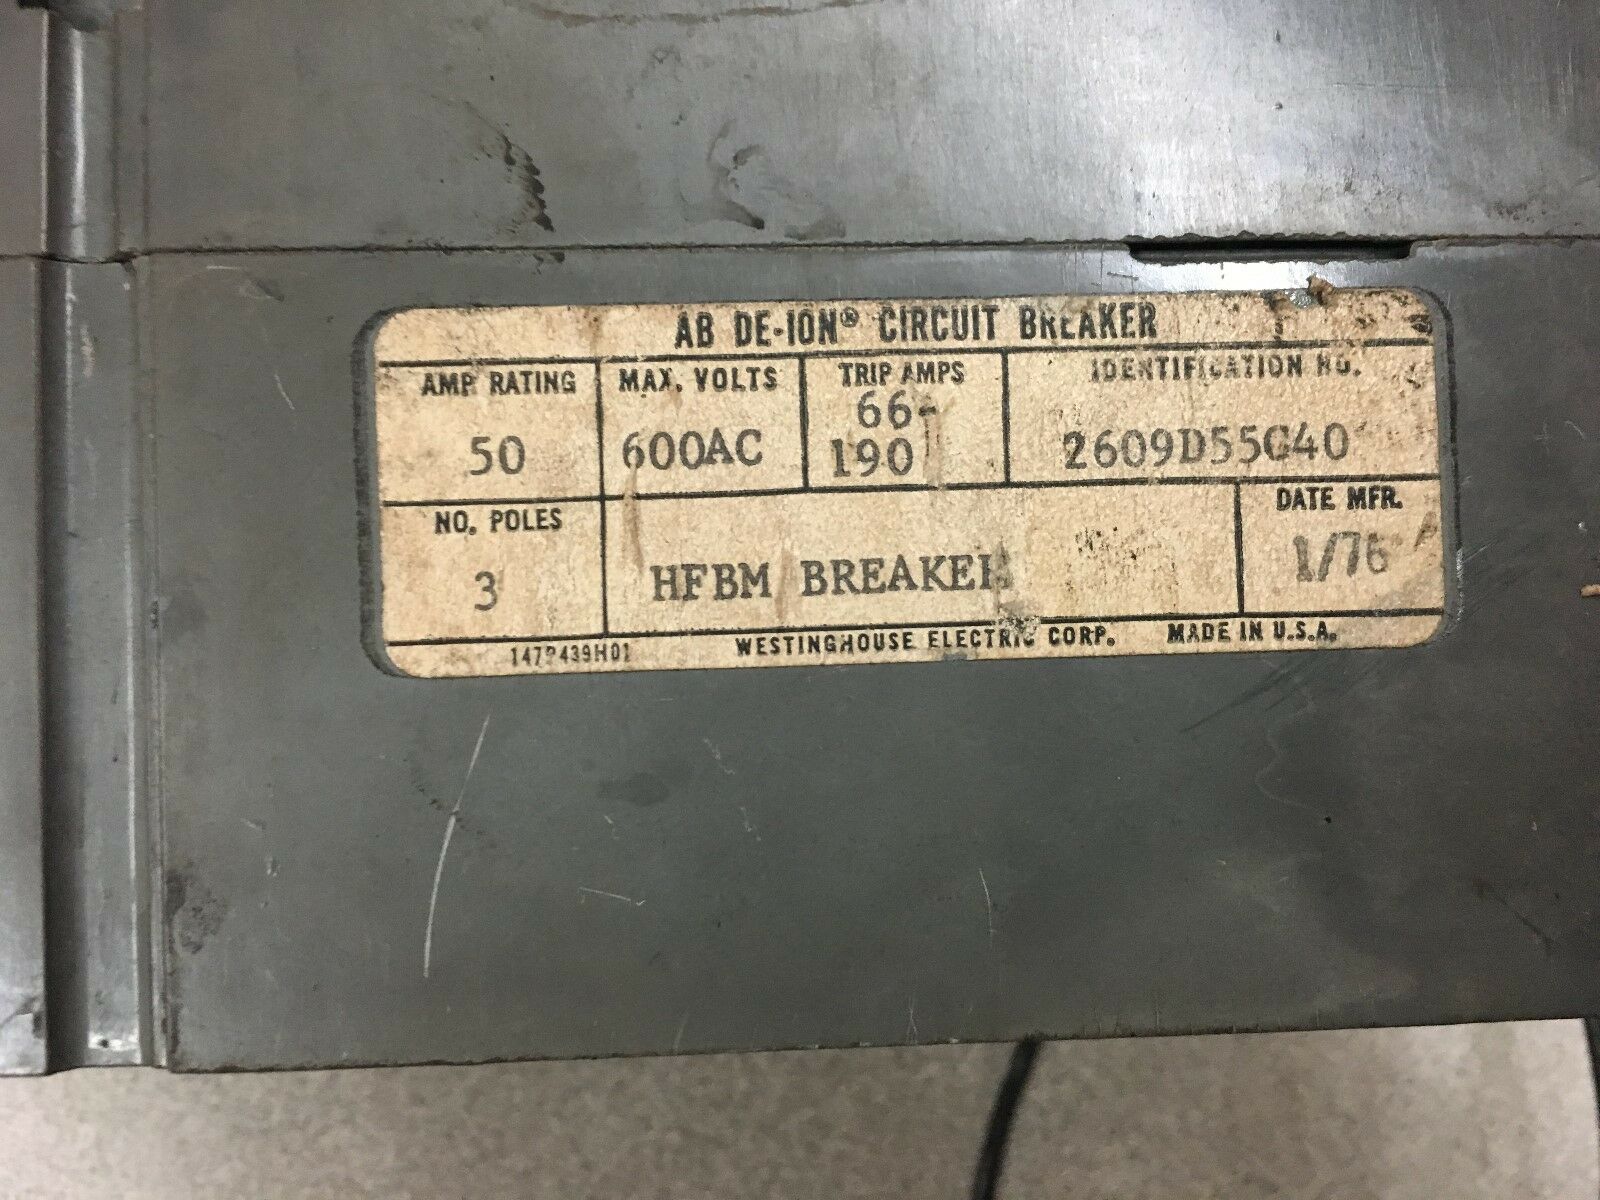 AB DE-ION® CIRCUIT BREAKER
AMP. RATING MAX. VOLTS TRIP AMPS IDENTIFICATION NO.
66-
50 600AC 190 2609D55G40
NO. POLES DATE MFR.
3 HFBM BREAKER 1/76
WESTINGHOUSE ELECTRIC CORP. MADE IN U.S.A.